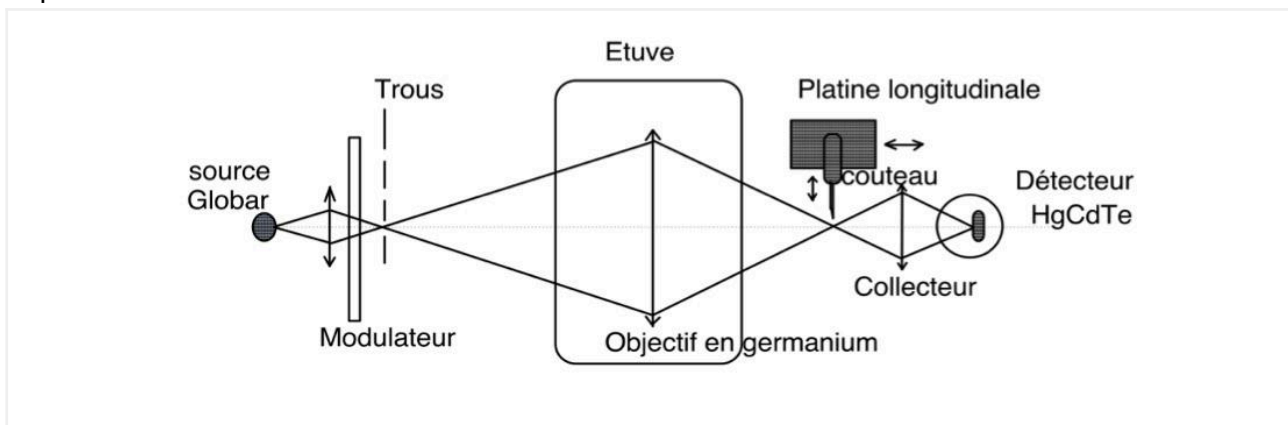 Etuve
Trous
Platine longitudinale
source
Globar
couteau
Détecteur
HgCdTe
Collecteur
Modulateur
Objectif en germanium